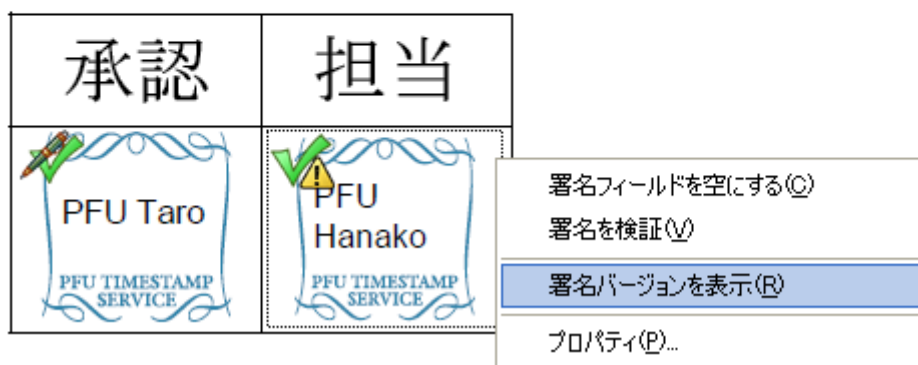 承認 担当
PFU Taro
PFU TIMESTAMP
SERVICE
PFU
Hanako
PFU TIMESTAMP
SERVICE
署名フィールドを空にする(C)
署名を検証(V)
署名バージョンを表示(R)
プロパティ(P)...